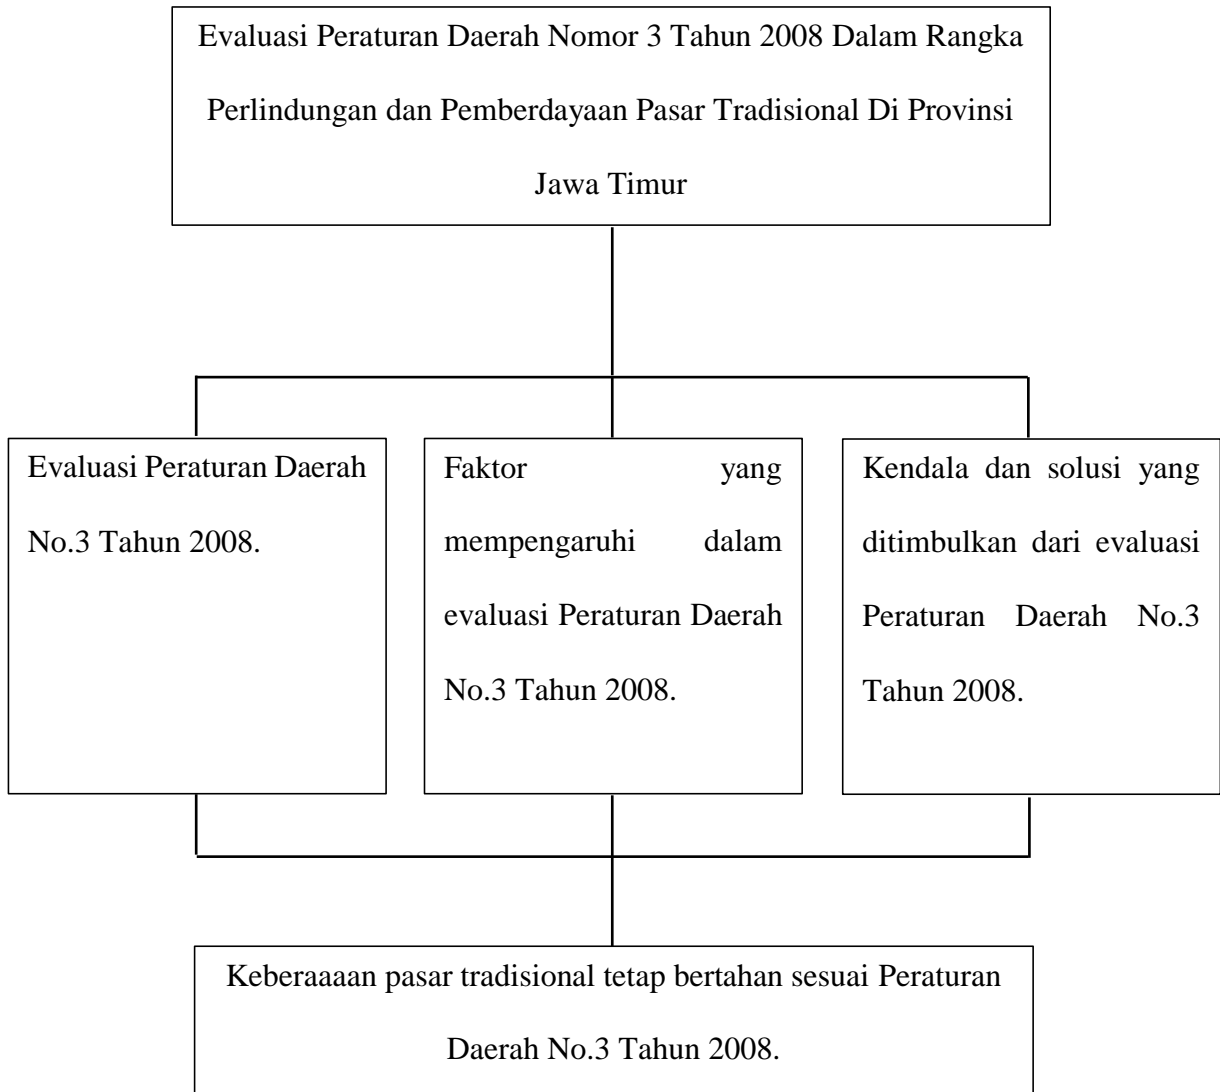 Evaluasi Peraturan Daerah Nomor 3 Tahun 2008 Dalam Rangka
Perlindungan dan Pemberdayaan Pasar Tradisional Di Provinsi
Jawa Timur
Evaluasi Peraturan Daerah
No.3 Tahun 2008.
Faktor yang
mempengaruhi dalam
evaluasi Peraturan Daerah
No.3 Tahun 2008.
Kendala dan solusi yang
ditimbulkan dari evaluasi
Peraturan Daerah No.3
Tahun 2008.
Keberaaaan pasar tradisional tetap bertahan sesuai Peraturan
Daerah No.3 Tahun 2008.